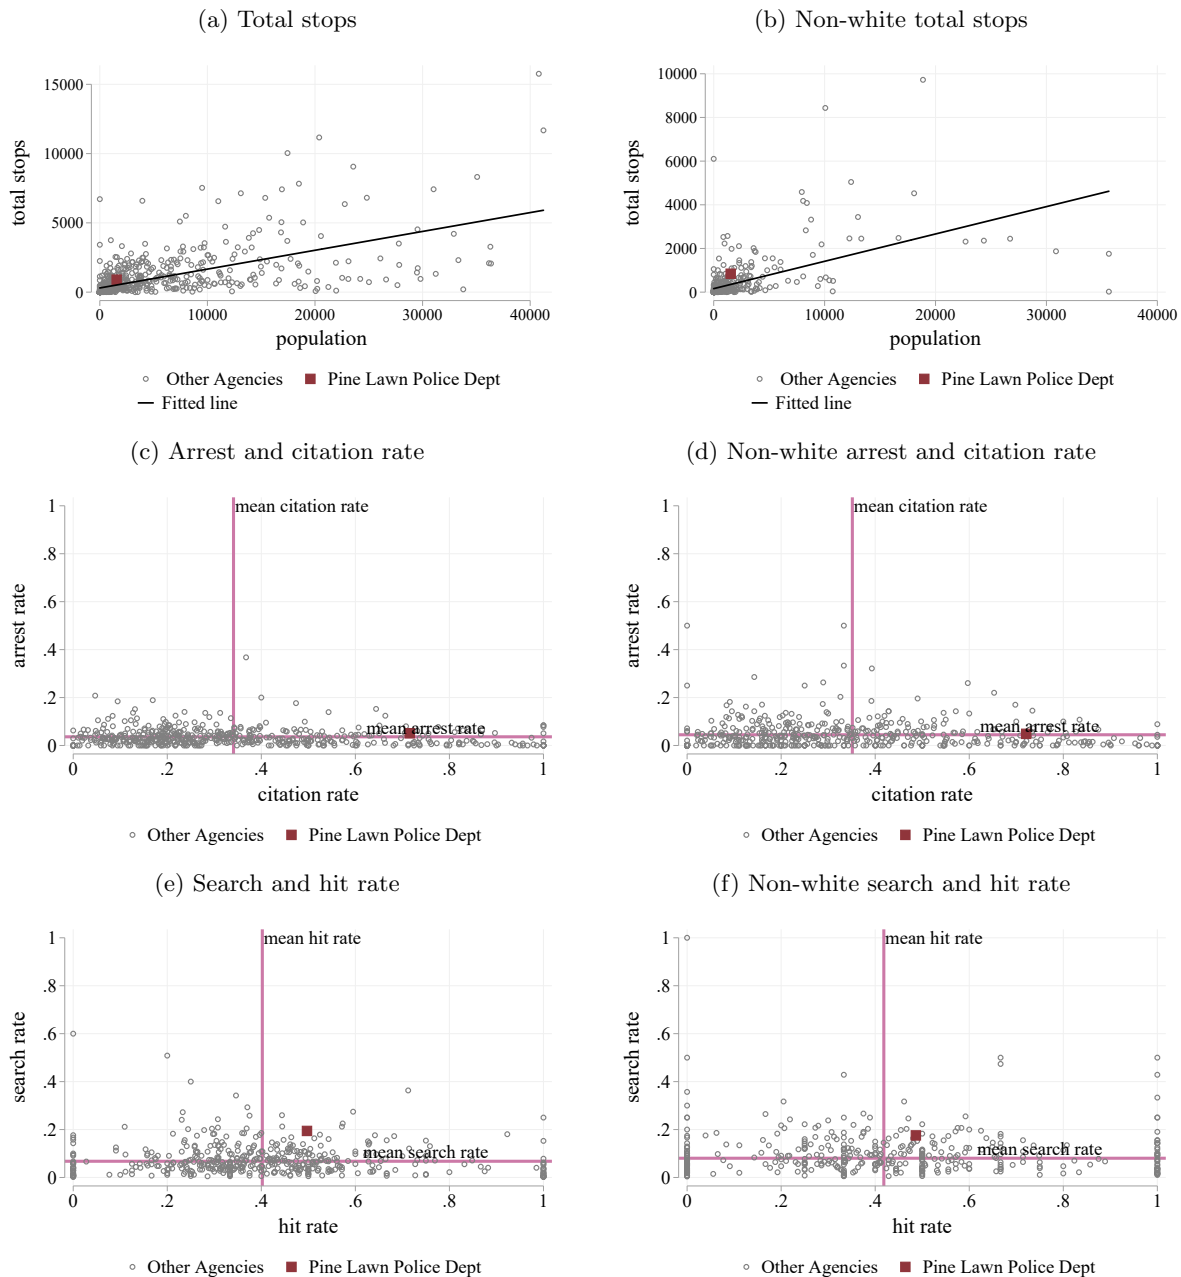 (a) Total stops
15000
10000
5000
0
total stops
0 10000 20000 30000 40000
population
Other Agencies Pine Lawn Police Dept
Fitted line
(b) Non-white total stops
10000
8000
6000
4000
2000
0
total stops
0 10000 20000 30000 40000
population
Other Agencies Pine Lawn Police Dept
Fitted line
(c) Arrest and citation rate
1
.8
.6
.4
.2
0
arrest rate
mean citation rate
mean arrest rate
0 .2 .4 .6 .8 1
citation rate
Other Agencies Pine Lawn Police Dept
(d) Non-white arrest and citation rate
1
.8
.6
.4
.2
0
arrest rate
mean citation rate
mean arrest rate
0 .2 .4 .6 .8 1
citation rate
Other Agencies Pine Lawn Police Dept
(e) Search and hit rate
1
.8
.6
.4
.2
0
search rate
mean hit rate
mean search rate
0 .2 .4 .6 .8 1
hit rate
Other Agencies Pine Lawn Police Dept
(f) Non-white search and hit rate
1
.8
.6
.4
.2
0
search rate
mean hit rate
mean search rate
0 .2 .4 .6 .8 1
hit rate
Other Agencies Pine Lawn Police Dept